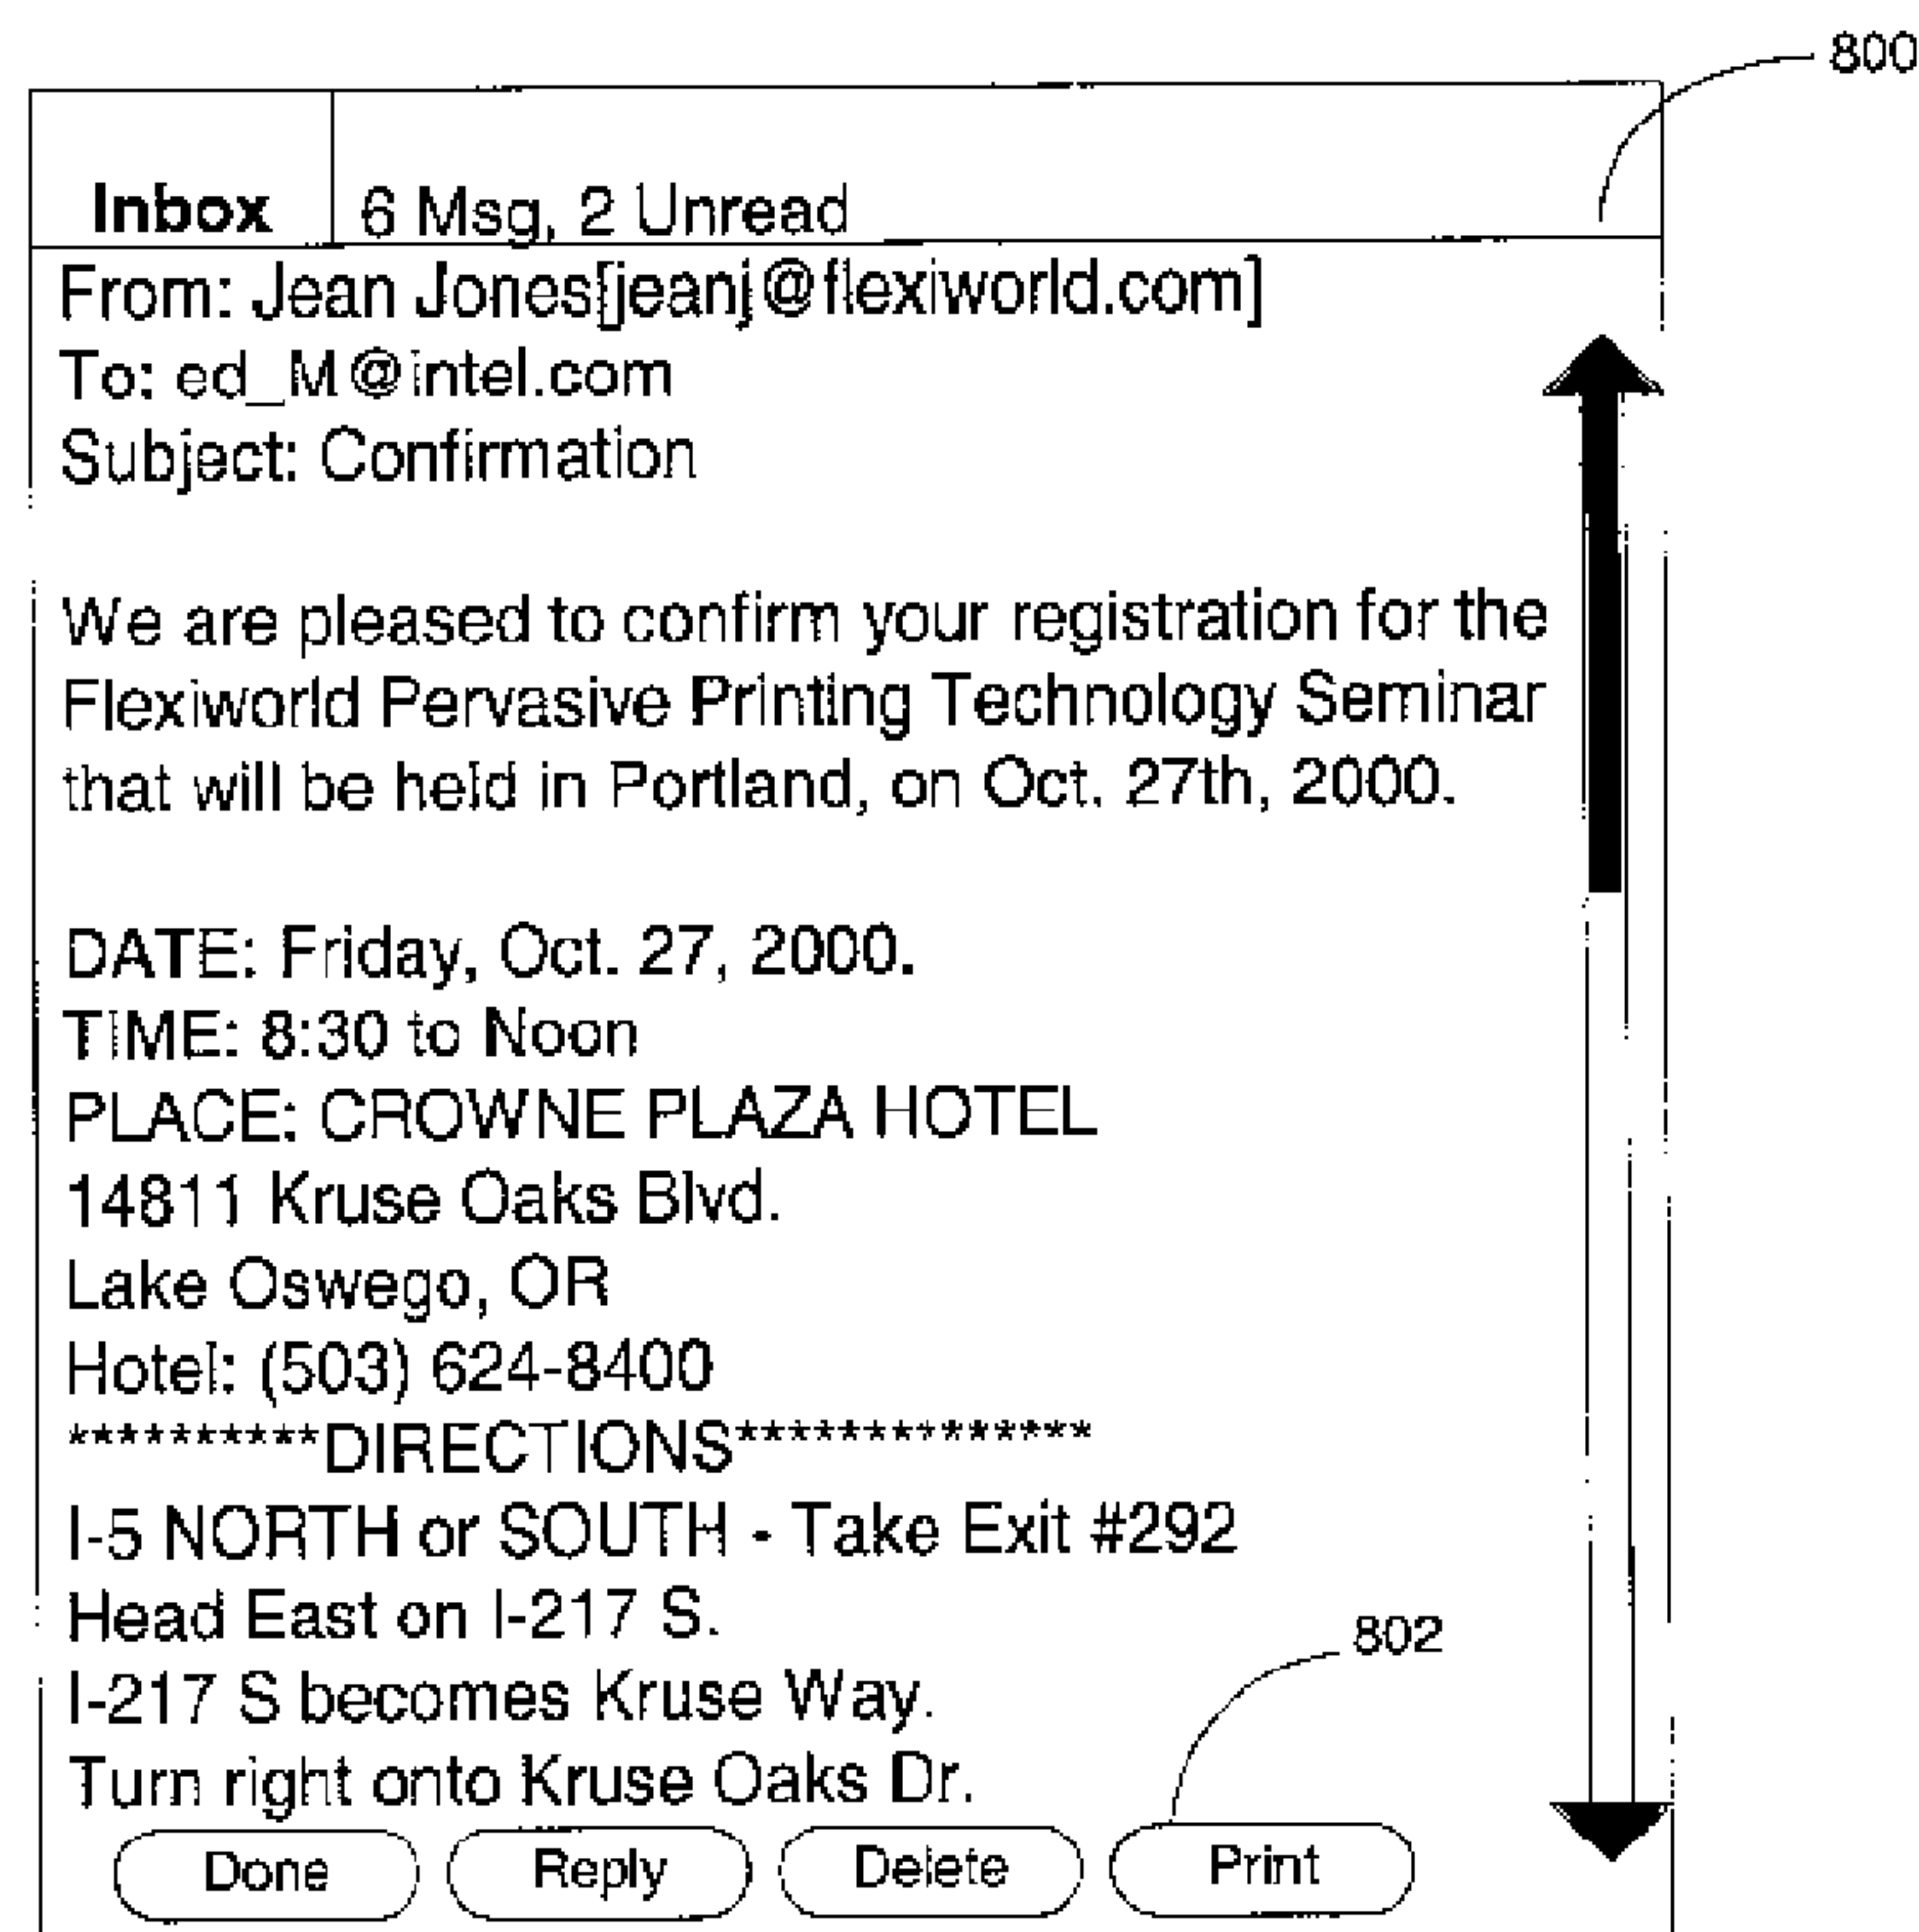 800
Inbox 6 Msg, 2 Unread
From: Jean Jones[jeanj@flexiworld.com]
To: ed_M@intel.com
Subject: Confirmation
We are pleased to confirm your registration for the
Flexiworld Pervasive Printing Technology Seminar
that will be held in Portland, on Oct. 27th, 2000.
DATE: Friday, Oct. 27, 2000.
TIME: 8:30 to Noon
PLACE: CROWNE PLAZA HOTEL
14811 Kruse Oaks Blvd.
Lake Oswego, OR
Hotel: (503) 624-8400
**********DIRECTIONS**************
I-5 NORTH or SOUTH - Take Exit #292
Head East on I-217 S.
802
I-217 S becomes Kruse Way.
Turn right onto Kruse Oaks Dr.
Done Reply Delete Print